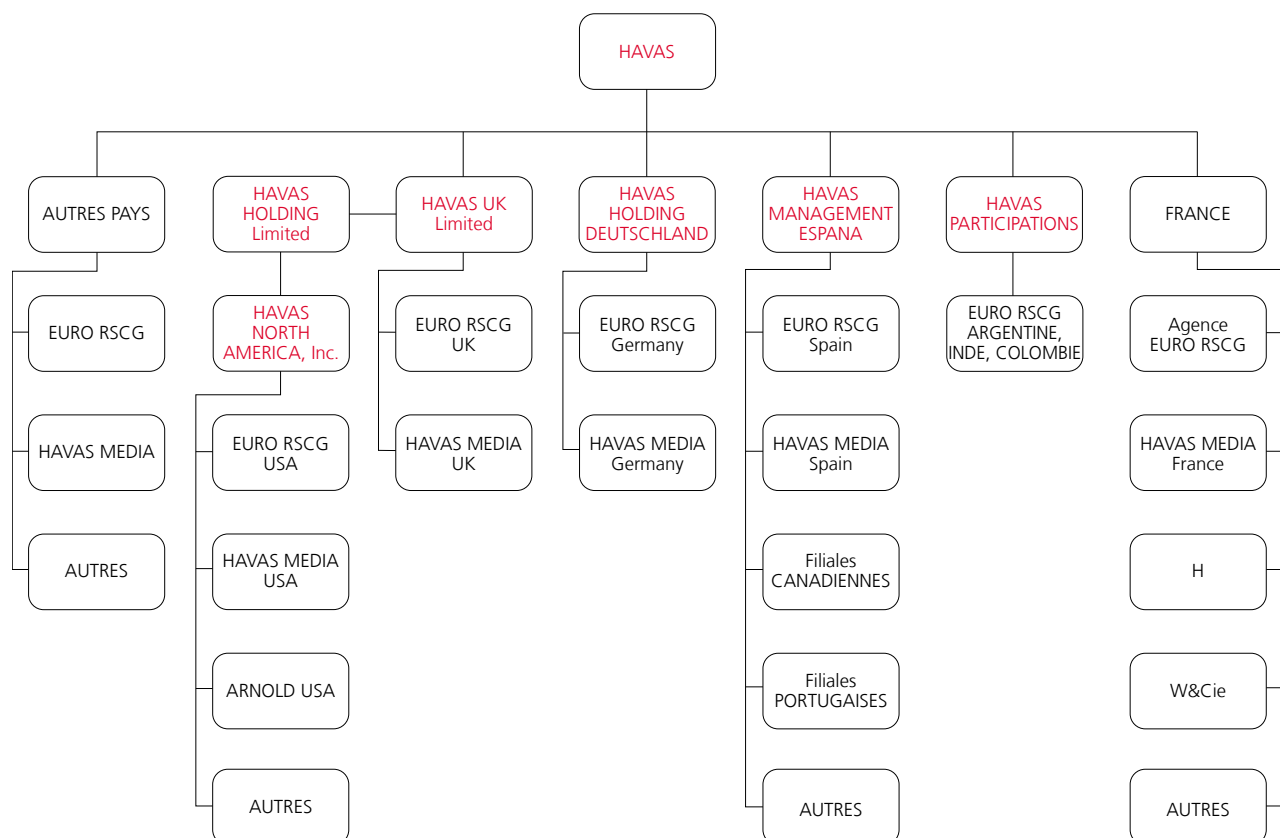 HAVAS
AUTRES PAYS
HAVAS
HOLDING
Limited
HAVAS UK
Limited
HAVAS
HOLDING
DEUTSCHLAND
HAVAS
MANAGEMENT
ESPANA
HAVAS
PARTICIPATIONS
FRANCE
EURO RSCG
HAVAS
NORTH
AMERICA, Inc.
EURO RSCG
UK
EURO RSCG
Germany
EURO RSCG
Spain
EURO RSCG
ARGENTINE,
INDE, COLOMBIE
Agence
EURO RSCG
HAVAS MEDIA
EURO RSCG
USA
HAVAS MEDIA
UK
HAVAS MEDIA
Germany
HAVAS MEDIA
Spain
HAVAS MEDIA
France
AUTRES
HAVAS MEDIA
USA
Filiales
CANADIENNES
H
ARNOLD USA
Filiales
PORTUGAISES
W&Cie
AUTRES
AUTRES
AUTRES